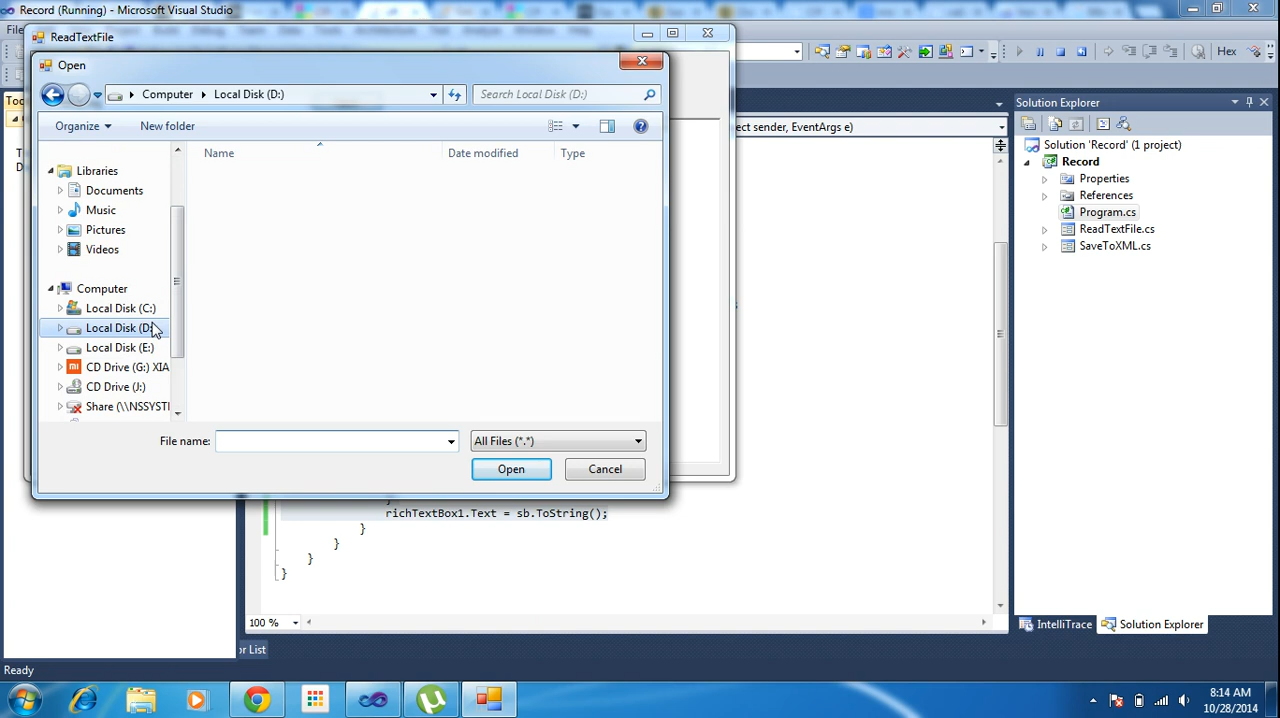 Record (Running) - Microsoft Visual Studio
ReadTextFile
Open
Computer
Local Disk (D:)
Search Local Disk (D:)
Hex
Organize
New folder
ect sender, EventArgs e)
Solution Explorer
Name
Date modified
Type
Libraries
Documents
Music
Pictures
Videos
Computer
Local Disk (C:)
Local Disk (D:
Local Disk (E:)
CD Drive (G:) XIA
CD Drive (J:)
Share (\\NSSYSTI
Solution 'Record' (1 project)
Record
Properties
References
Program.cs
ReadTextFile.cs
SaveToXML.cs
File name:
All Files (*.*)
Open
Cancel
richTextBox1.Text = sb.ToString();
}
}
}
}
100 %
IntelliTrace
Solution Explorer
or List
Ready
8:14 AM
10/28/2014